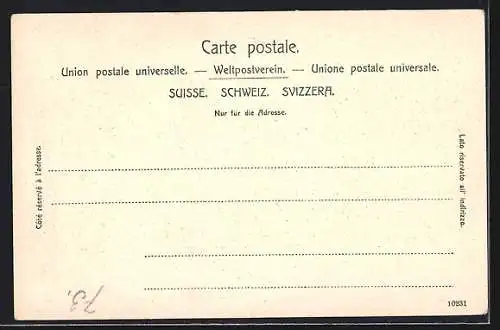 Carte postale.
Union postale universelle. — Weltpostverein. — Unione postale universale.
SUISSE. SCHWEIZ. SVIZZERA.
Nur für die Adresse.
Côté réservé à l'adresse.
Lato riservato all' indirizzo.
73.
10231